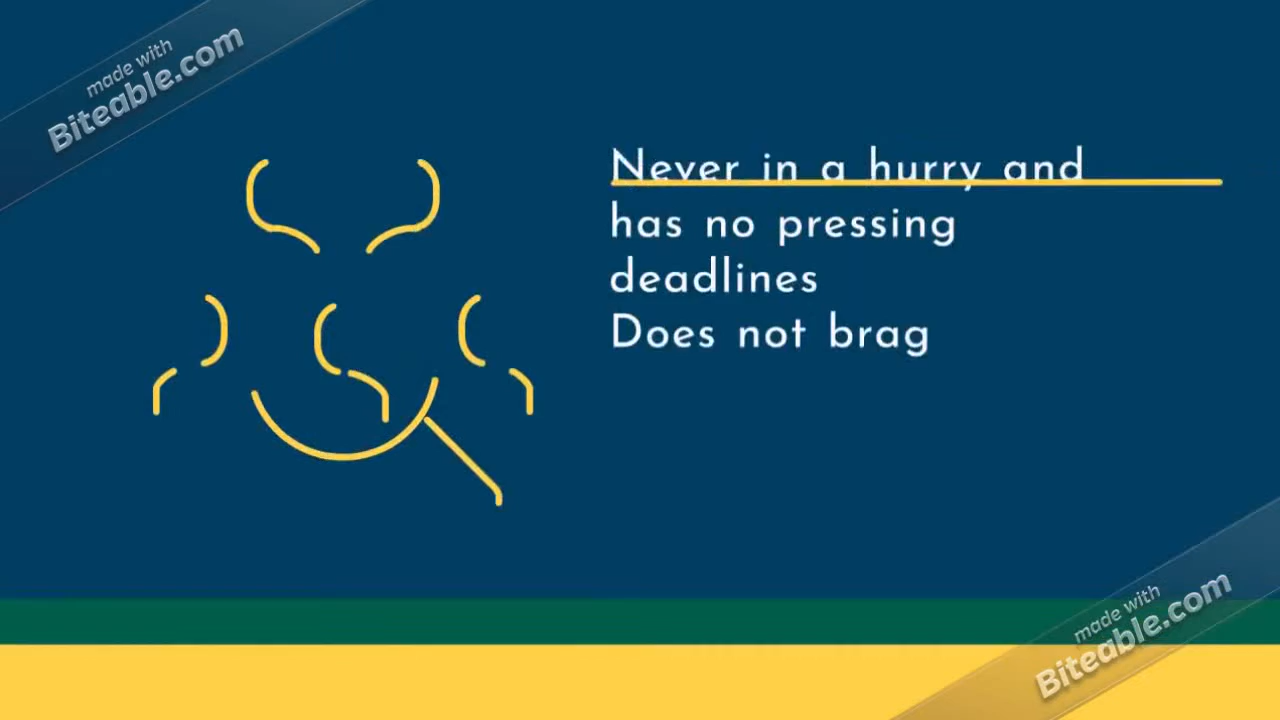 made with
Biteable.com
Never in a hurry and
has no pressing
deadlines
Does not brag
made with
Biteable.com